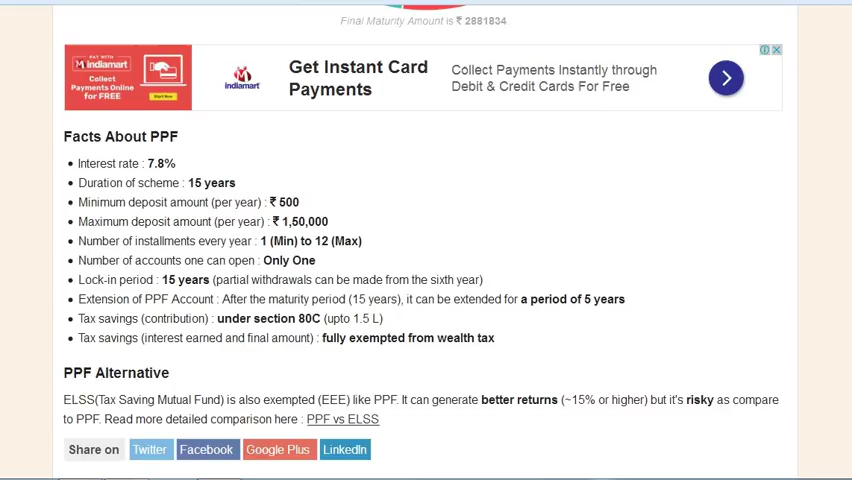 Final Maturity Amount is ₹ 2881834
PAY WITH
indiamart
Collect
Payments Online
for FREE
Start Now
indiamart
Get Instant Card
Payments
Collect Payments Instantly through
Debit & Credit Cards For Free
Facts About PPF
Interest rate : 7.8%
Duration of scheme : 15 years
Minimum deposit amount (per year) : ₹ 500
Maximum deposit amount (per year) : ₹ 1,50,000
Number of installments every year : 1 (Min) to 12 (Max)
Number of accounts one can open : Only One
Lock-in period : 15 years (partial withdrawals can be made from the sixth year)
Extension of PPF Account : After the maturity period (15 years), it can be extended for a period of 5 years
Tax savings (contribution) : under section 80C (upto 1.5 L)
Tax savings (interest earned and final amount) : fully exempted from wealth tax
PPF Alternative
ELSS(Tax Saving Mutual Fund) is also exempted (EEE) like PPF. It can generate better returns (~15% or higher) but it's risky as compare
to PPF. Read more detailed comparison here : PPF vs ELSS
Share on Twitter Facebook Google Plus LinkedIn